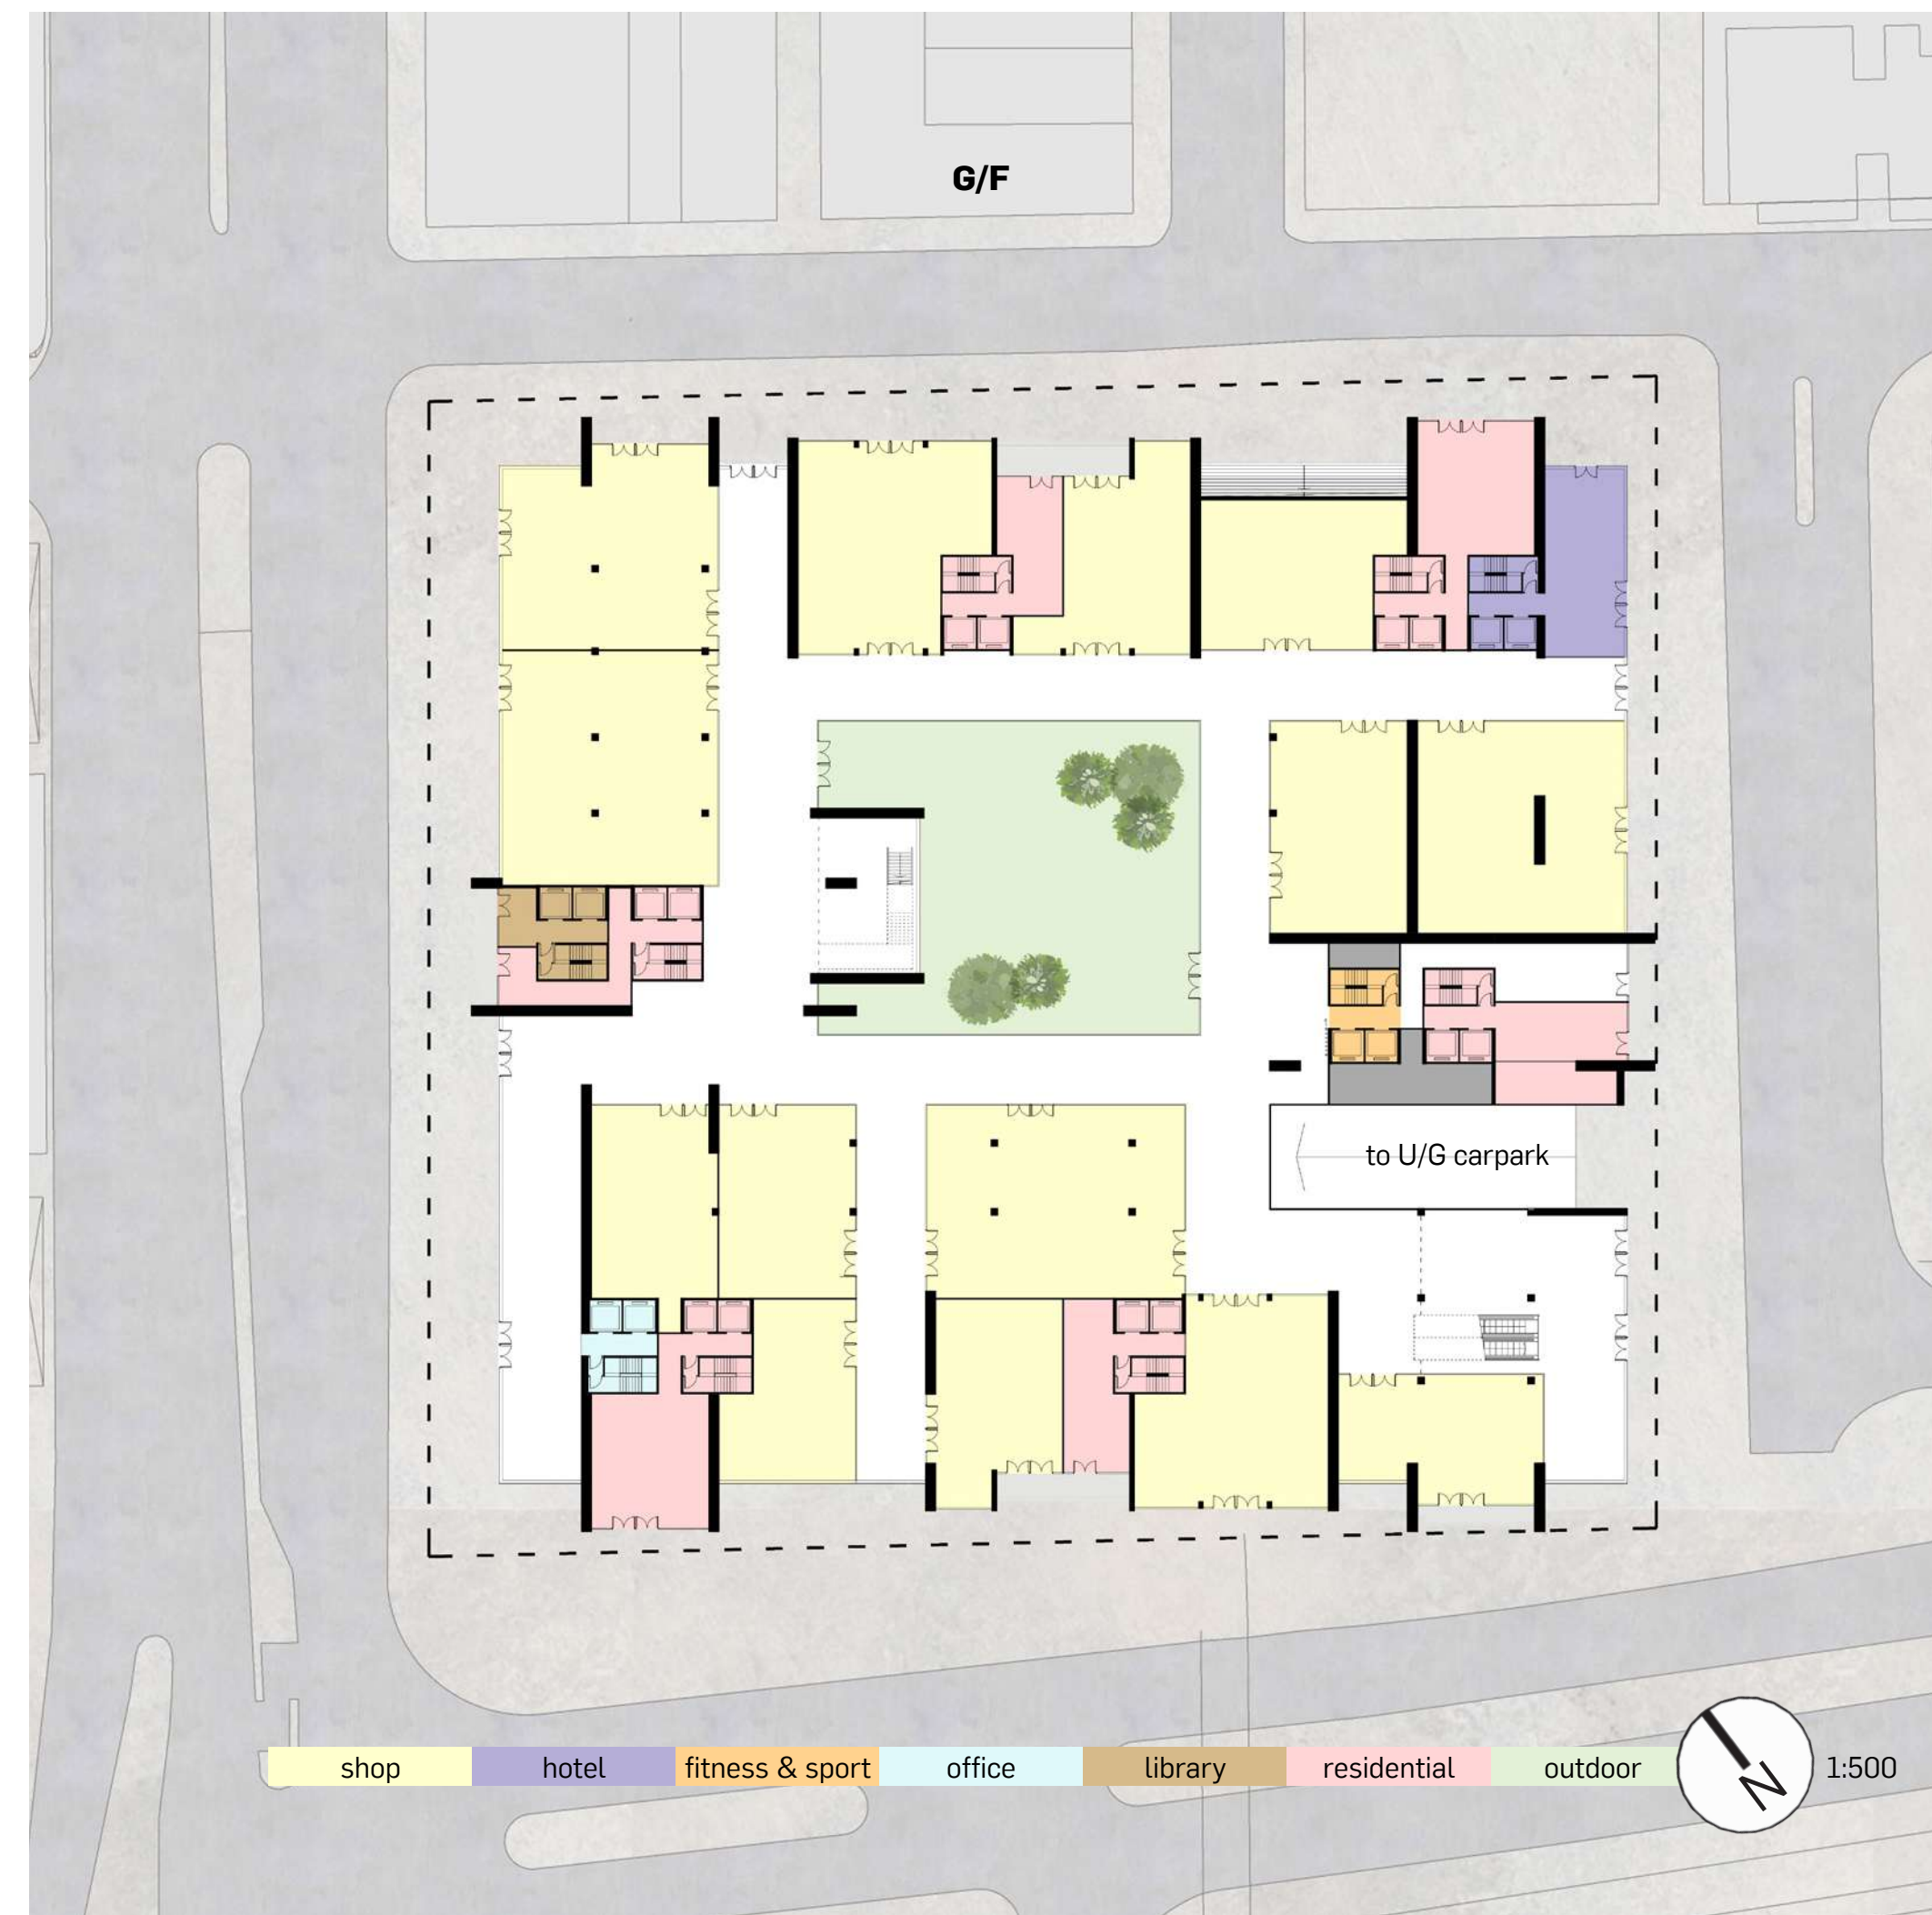 G/F
to U/G carpark
shop
hotel
fitness & sport
office
library
residential
outdoor
N
1:500